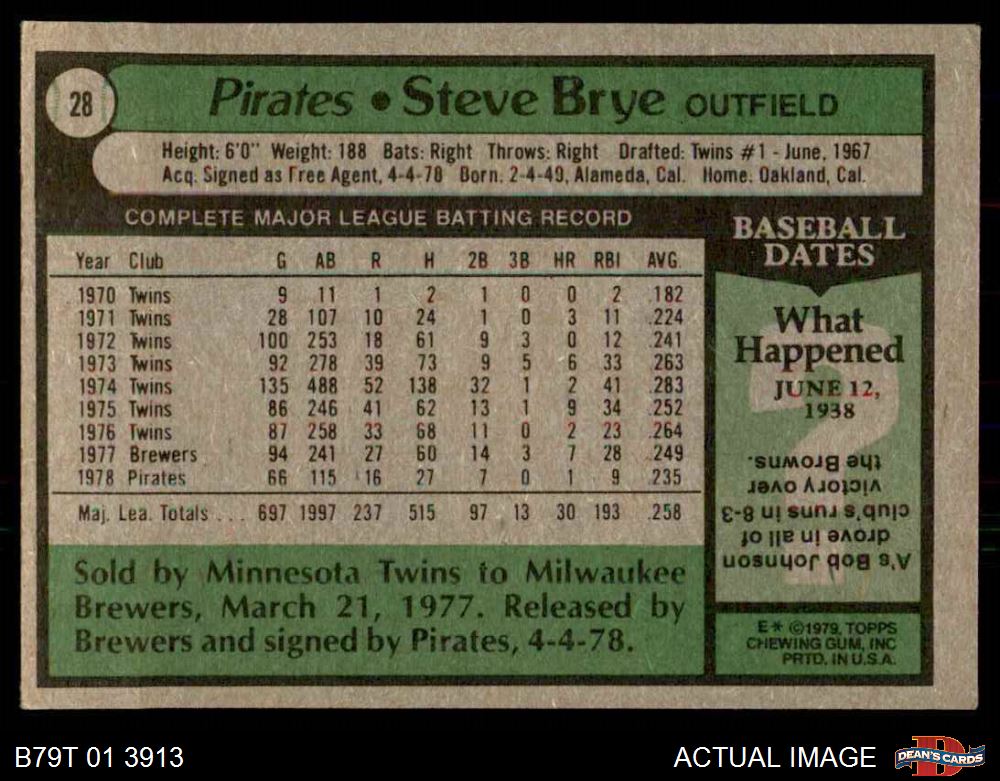 28
Pirates • Steve Brye OUTFIELD
Height: 6'0" Weight: 188 Bats: Right Throws: Right Drafted: Twins #1 - June, 1967
Acq. Signed as Free Agent, 4-4-78 Born. 2-4-49, Alameda, Cal. Home. Oakland, Cal.
COMPLETE MAJOR LEAGUE BATTING RECORD
Year Club G AB R H 2B 3B HR RBI AVG.
1970 Twins 9 11 1 2 1 0 0 2 .182
1971 Twins 28 107 10 24 1 0 3 11 .224
1972 Twins 100 253 18 61 9 3 0 12 .241
1973 Twins 92 278 39 73 9 5 6 33 .263
1974 Twins 135 488 52 138 32 1 2 41 .283
1975 Twins 86 246 41 62 13 1 9 34 .252
1976 Twins 87 258 33 68 11 0 2 23 .264
1977 Brewers 94 241 27 60 14 3 7 28 .249
1978 Pirates 66 115 16 27 7 0 1 9 .235
Maj. Lea. Totals . . . 697 1997 237 515 97 13 30 193 .258
Sold by Minnesota Twins to Milwaukee
Brewers, March 21, 1977. Released by
Brewers and signed by Pirates, 4-4-78.
BASEBALL
DATES
What
Happened
JUNE 12,
1938
A's Bob Johnson
drove in all of
club's runs in 8-3
victory over
the Browns.
E* ©1979, TOPPS
CHEWING GUM, INC
PRTD. IN U.S.A.
B79T 01 3913
ACTUAL IMAGE
D
DEAN'S CARDS